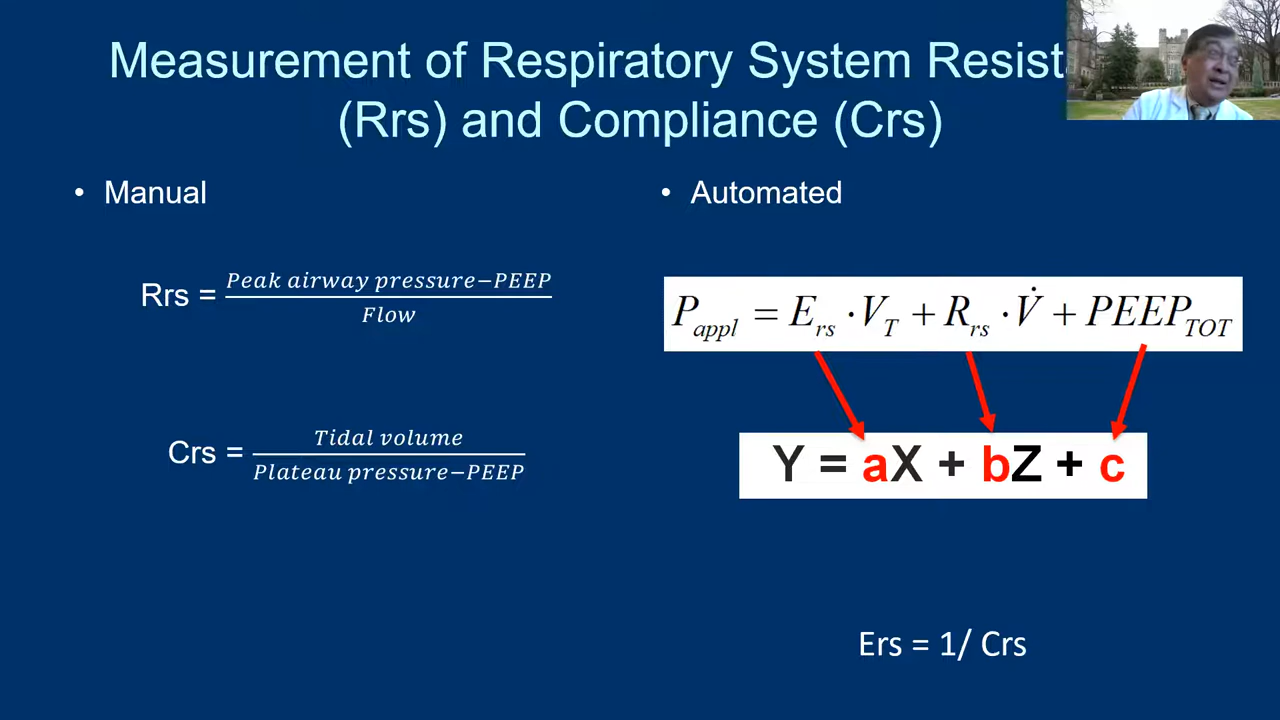 Measurement of Respiratory System
(Rrs) and Compliance (Crs)
• Manual
Rrs = Peak airway pressure−PEEP
Flow
Crs = Tidal volume
Plateau pressure−PEEP
• Automated
P_appl = E_rs · V_T + R_rs · V̇ + PEEP_TOT
Y = aX + bZ + c
Ers = 1/ Crs